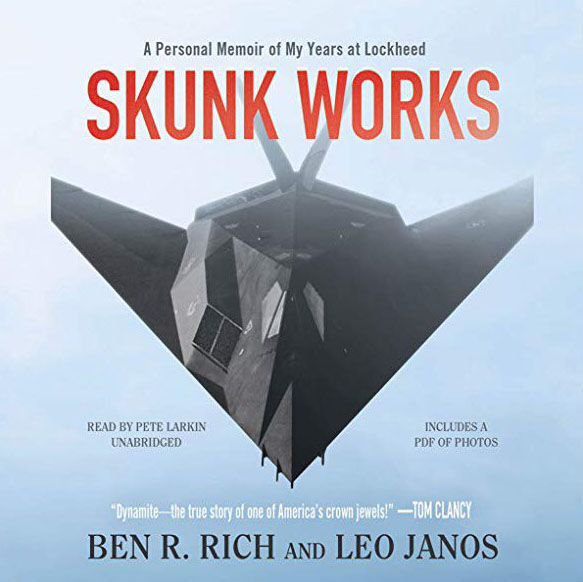 A Personal Memoir of My Years at Lockheed
SKUNK WORKS
READ BY PETE LARKIN
UNABRIDGED
INCLUDES A
PDF OF PHOTOS
“Dynamite—the true story of one of America’s crown jewels!” —TOM CLANCY
BEN R. RICH AND LEO JANOS